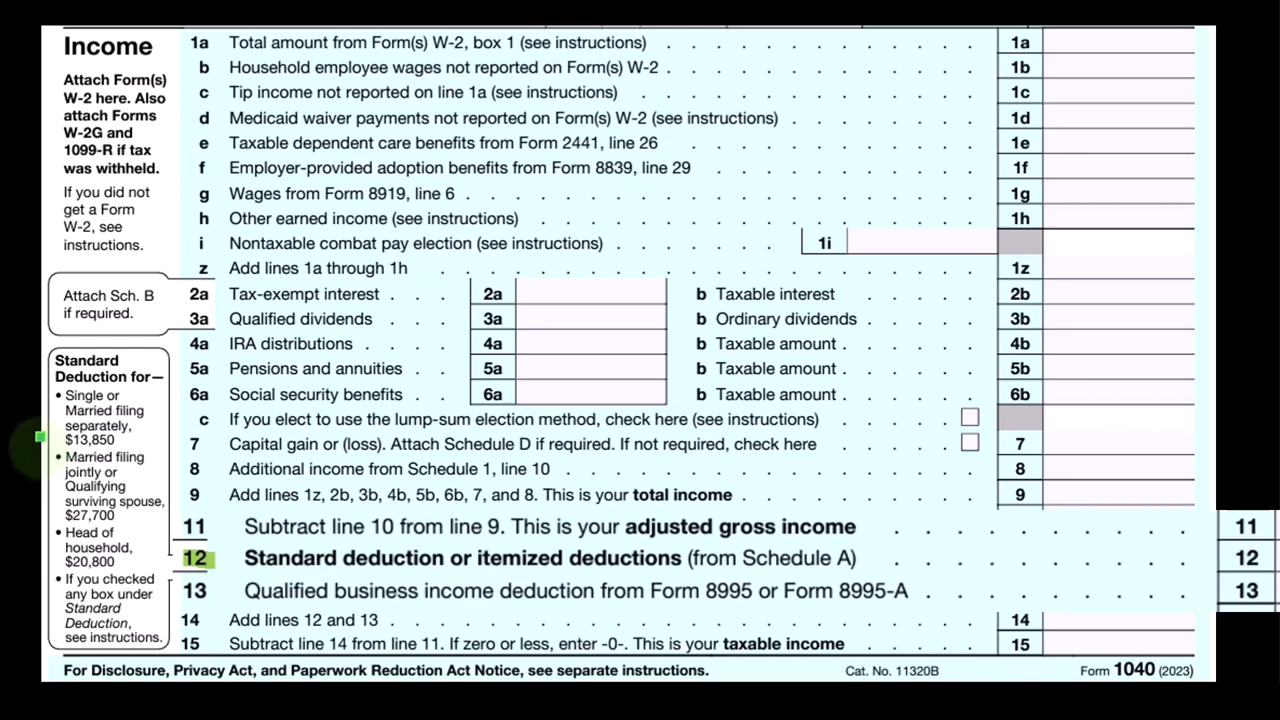 Income
Attach Form(s)
W-2 here. Also
attach Forms
W-2G and
1099-R if tax
was withheld.
If you did not
get a Form
W-2, see
instructions.
1a Total amount from Form(s) W-2, box 1 (see instructions) 1a
b Household employee wages not reported on Form(s) W-2 1b
c Tip income not reported on line 1a (see instructions) 1c
d Medicaid waiver payments not reported on Form(s) W-2 (see instructions) 1d
e Taxable dependent care benefits from Form 2441, line 26 1e
f Employer-provided adoption benefits from Form 8839, line 29 1f
g Wages from Form 8919, line 6 1g
h Other earned income (see instructions) 1h
i Nontaxable combat pay election (see instructions) 1i
z Add lines 1a through 1h 1z
Attach Sch. B
if required.
2a Tax-exempt interest 2a b Taxable interest 2b
3a Qualified dividends 3a b Ordinary dividends 3b
4a IRA distributions 4a b Taxable amount 4b
5a Pensions and annuities 5a b Taxable amount 5b
6a Social security benefits 6a b Taxable amount 6b
c If you elect to use the lump-sum election method, check here (see instructions)
7 Capital gain or (loss). Attach Schedule D if required. If not required, check here 7
8 Additional income from Schedule 1, line 10 8
9 Add lines 1z, 2b, 3b, 4b, 5b, 6b, 7, and 8. This is your total income 9
Standard
Deduction for—
• Single or
Married filing
separately,
$13,850
• Married filing
jointly or
Qualifying
surviving spouse,
$27,700
• Head of
household,
$20,800
• If you checked
any box under
Standard
Deduction,
see instructions.
11 Subtract line 10 from line 9. This is your adjusted gross income 11
12 Standard deduction or itemized deductions (from Schedule A) 12
13 Qualified business income deduction from Form 8995 or Form 8995-A 13
14 Add lines 12 and 13 14
15 Subtract line 14 from line 11. If zero or less, enter -0-. This is your taxable income 15
For Disclosure, Privacy Act, and Paperwork Reduction Act Notice, see separate instructions. Cat. No. 11320B Form 1040 (2023)